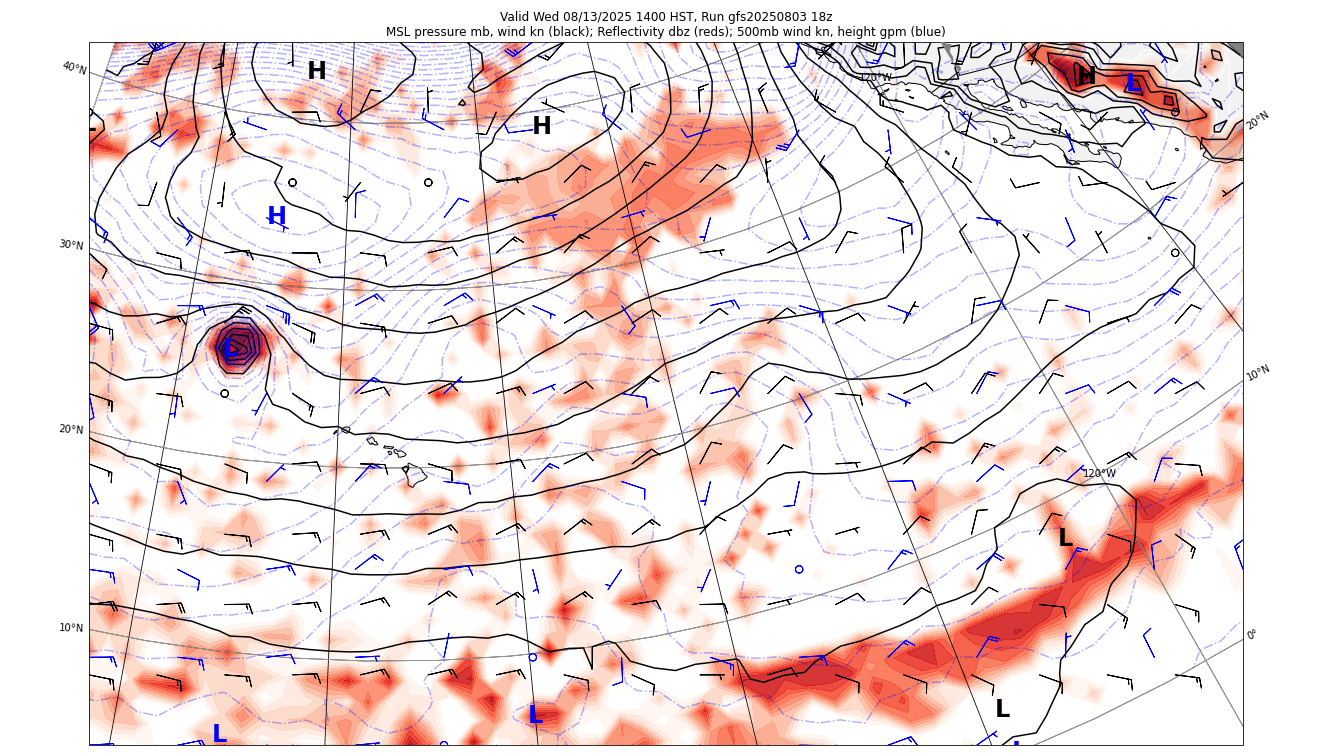 Valid Wed 08/13/2025 1400 HST, Run gfs20250803 18z
MSL pressure mb, wind kn (black); Reflectivity dbz (reds); 500mb wind kn, height gpm (blue)
40°N
120°W
20°N
H
H
L
H
H
30°N
L
10°N
20°N
120°W
L
10°N
0°
L
L
L